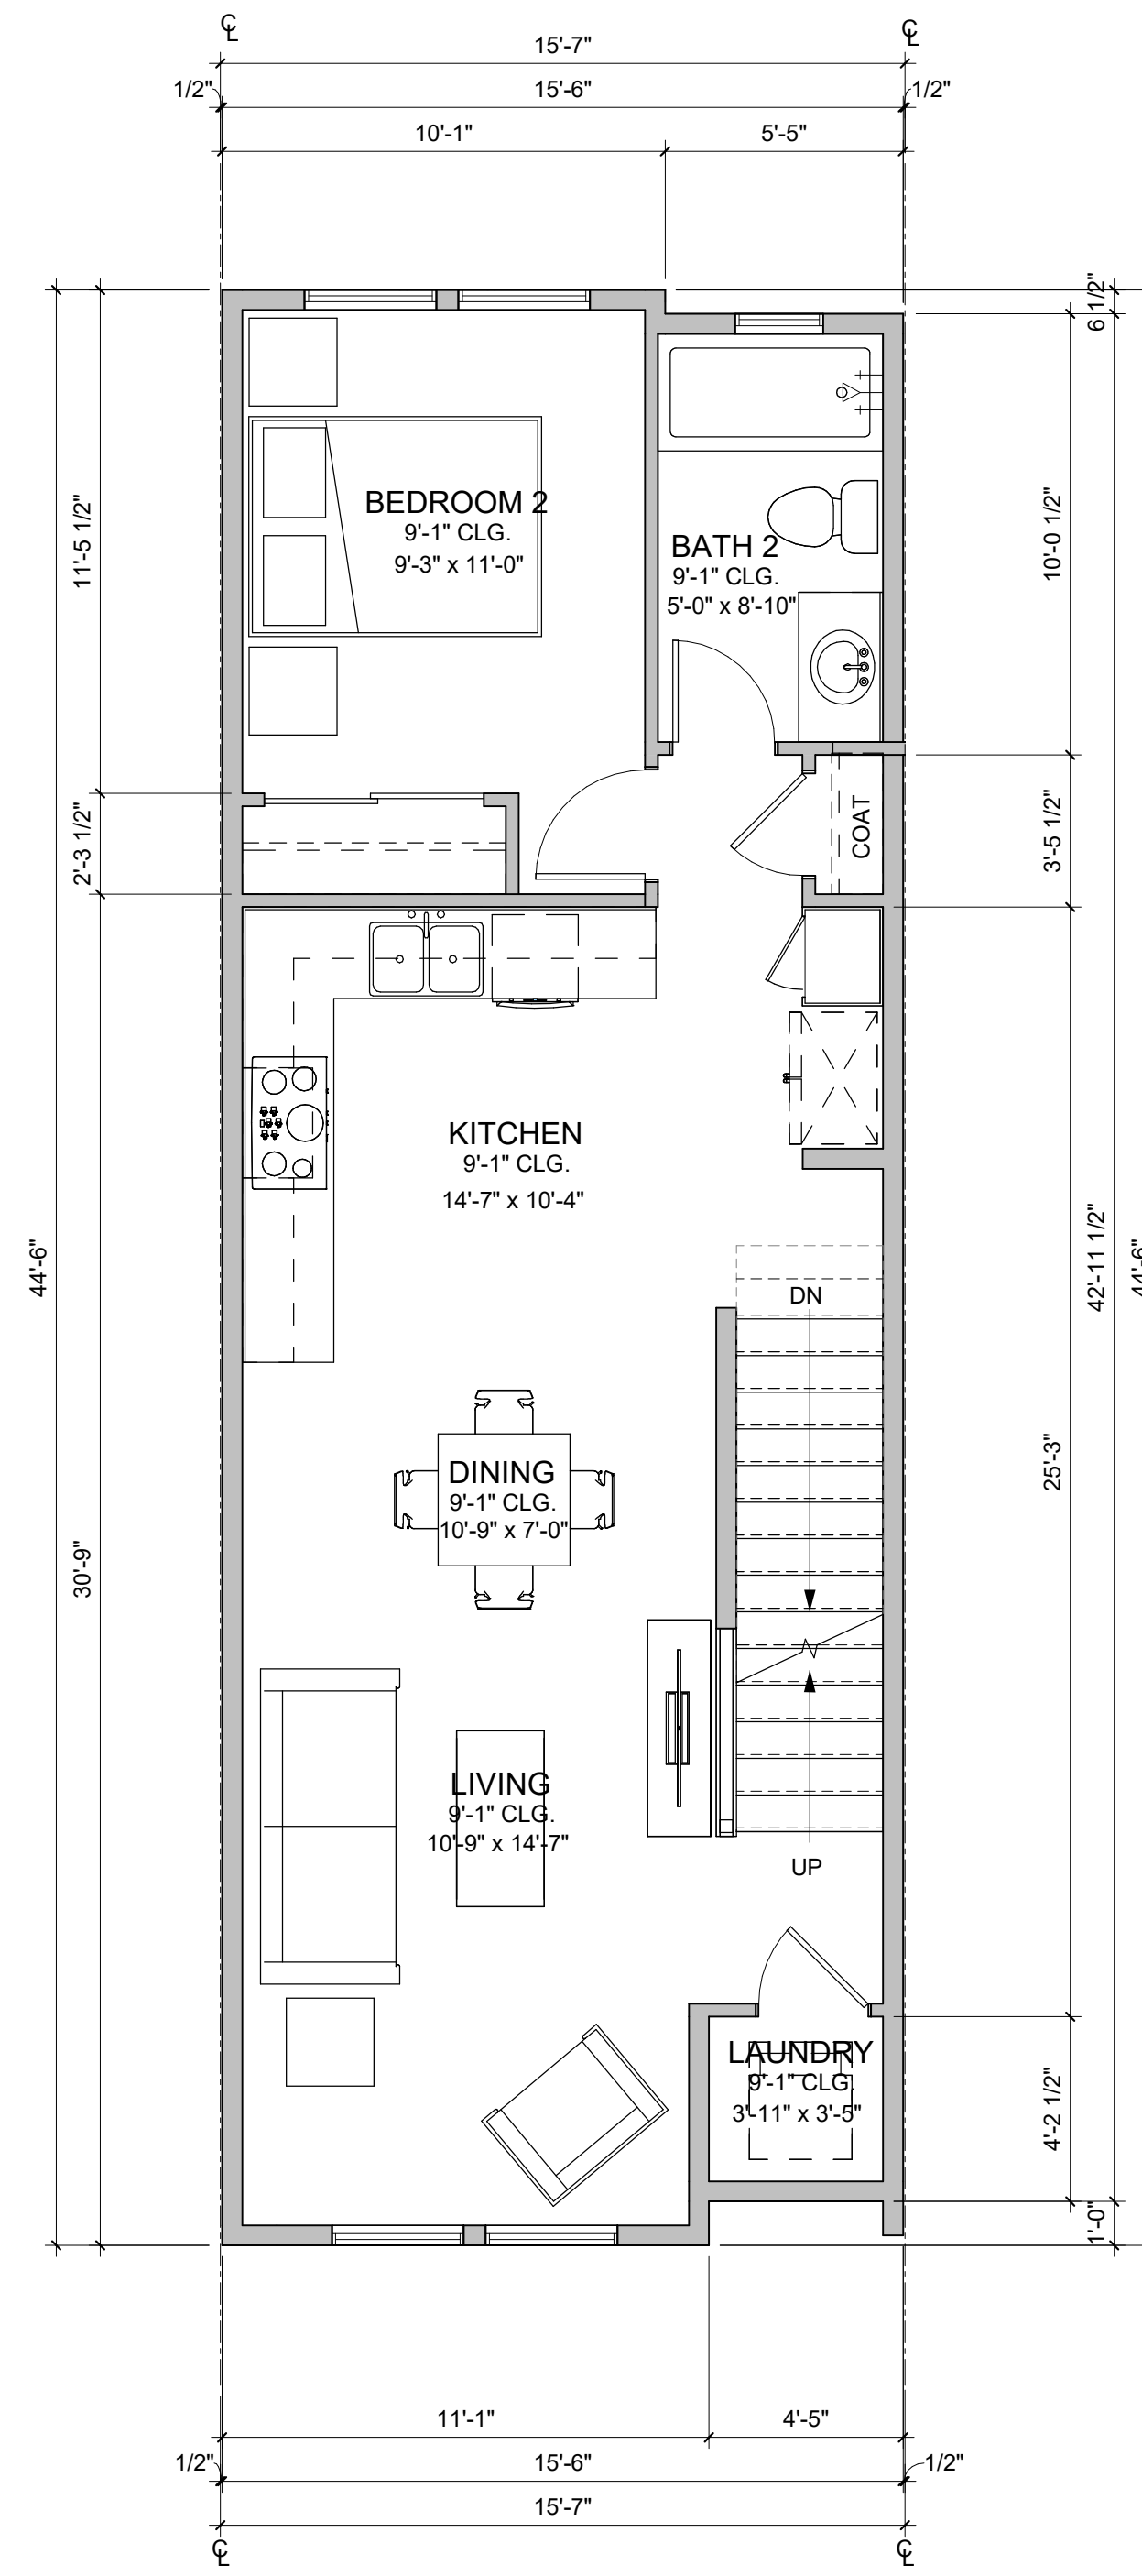 ℄ ℄
15'-7"
1/2" 15'-6" 1/2"
10'-1" 5'-5"
6 1/2"
11'-5 1/2"
10'-0 1/2"
BEDROOM 2
9'-1" CLG.
9'-3" x 11'-0"
BATH 2
9'-1" CLG.
5'-0" x 8'-10"
2'-3 1/2"
COAT
3'-5 1/2"
KITCHEN
9'-1" CLG.
14'-7" x 10'-4"
44'-6"
42'-11 1/2"
44'-6"
DN
DINING
9'-1" CLG.
10'-9" x 7'-0"
25'-3"
30'-9"
LIVING
9'-1" CLG.
10'-9" x 14'-7"
UP
LAUNDRY
9'-1" CLG.
3'-11" x 3'-5"
4'-2 1/2"
1'-0"
11'-1" 4'-5"
1/2" 15'-6" 1/2"
15'-7"
℄ ℄